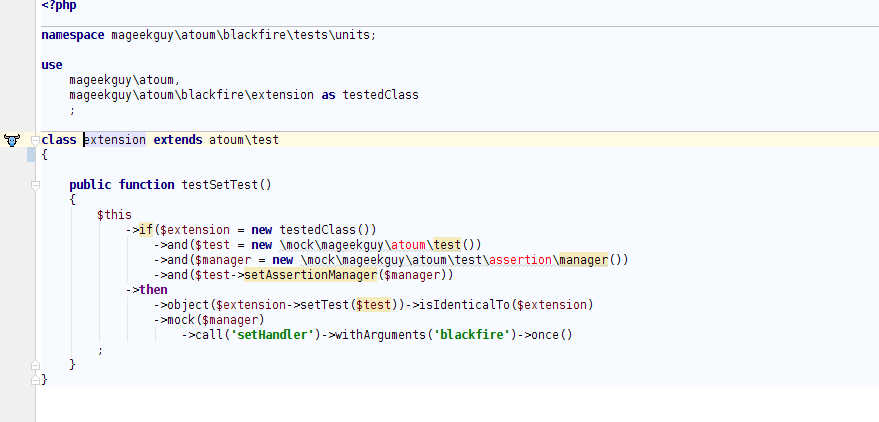 <?php
namespace mageekguy\atoum\blackfire\tests\units;
use
mageekguy\atoum,
mageekguy\atoum\blackfire\extension as testedClass
;
class extension extends atoum\test
{
public function testSetTest()
{
$this
->if($extension = new testedClass())
->and($test = new \mock\mageekguy\atoum\test())
->and($manager = new \mock\mageekguy\atoum\test\assertion\manager())
->and($test->setAssertionManager($manager))
->then
->object($extension->setTest($test))->isIdenticalTo($extension)
->mock($manager)
->call('setHandler')->withArguments('blackfire')->once()
;
}
}